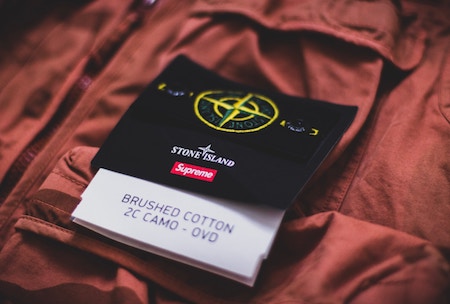 STONE ISLAND
Supreme
BRUSHED COTTON
2C CAMO - OVD